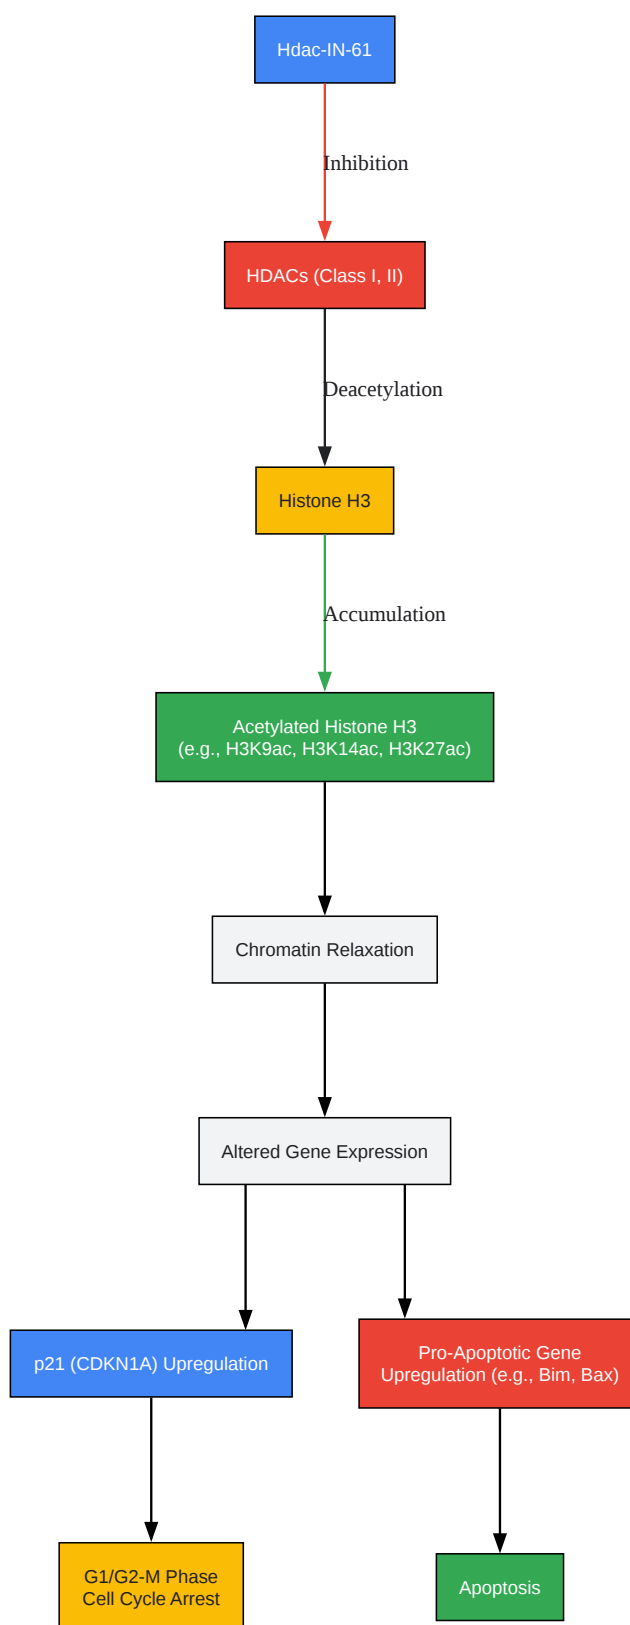 Hdac-IN-61
Inhibition
HDACs (Class I, II)
Deacetylation
Histone H3
Accumulation
Acetylated Histone H3
(e.g., H3K9ac, H3K14ac, H3K27ac)
Chromatin Relaxation
Altered Gene Expression
p21 (CDKN1A) Upregulation
Pro-Apoptotic Gene
Upregulation (e.g., Bim, Bax)
G1/G2-M Phase
Cell Cycle Arrest
Apoptosis